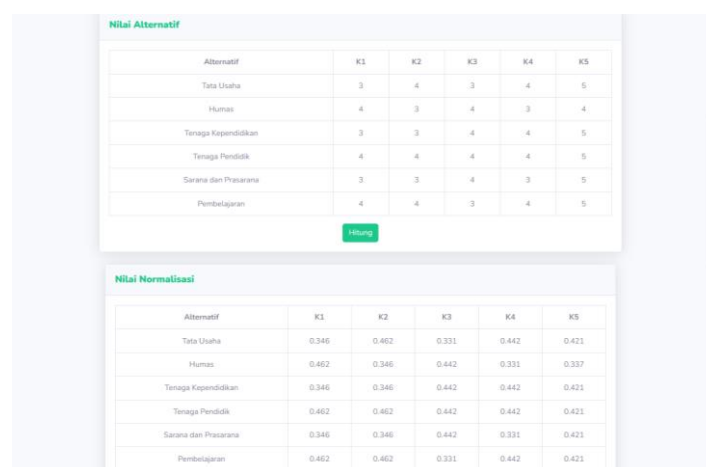 Nilai Alternatif
Alternatif K1 K2 K3 K4 K5
Tata Usaha 3 4 3 4 5
Humas 4 3 4 3 4
Tenaga Kependidikan 3 3 4 4 5
Tenaga Pendidik 4 4 4 4 5
Sarana dan Prasarana 3 3 4 3 5
Pembelajaran 4 4 3 4 5
Hitung
Nilai Normalisasi
Alternatif K1 K2 K3 K4 K5
Tata Usaha 0.346 0.462 0.331 0.442 0.421
Humas 0.462 0.346 0.442 0.331 0.337
Tenaga Kependidikan 0.346 0.346 0.442 0.442 0.421
Tenaga Pendidik 0.462 0.462 0.442 0.442 0.421
Sarana dan Prasarana 0.346 0.346 0.442 0.331 0.421
Pembelajaran 0.462 0.462 0.331 0.442 0.421